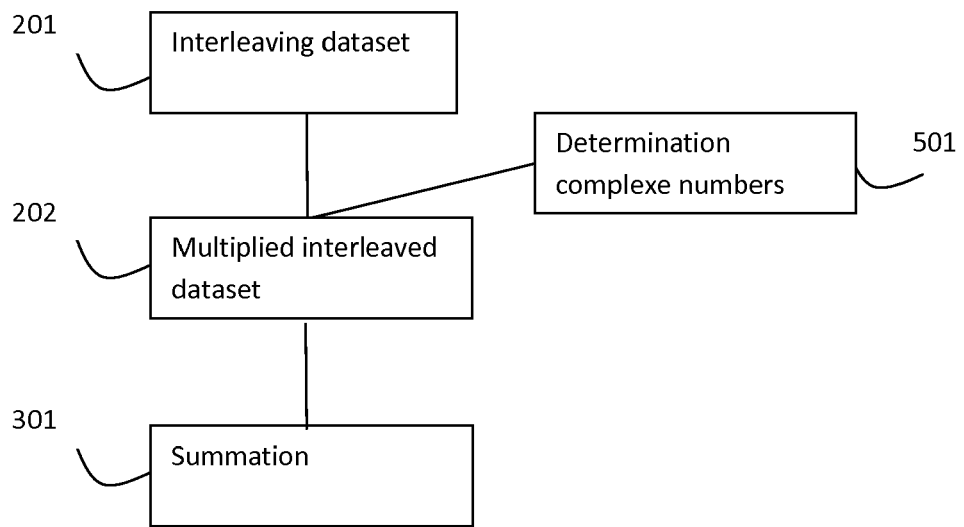 201
Interleaving dataset
Determination
complexe numbers
501
202
Multiplied interleaved
dataset
301
Summation